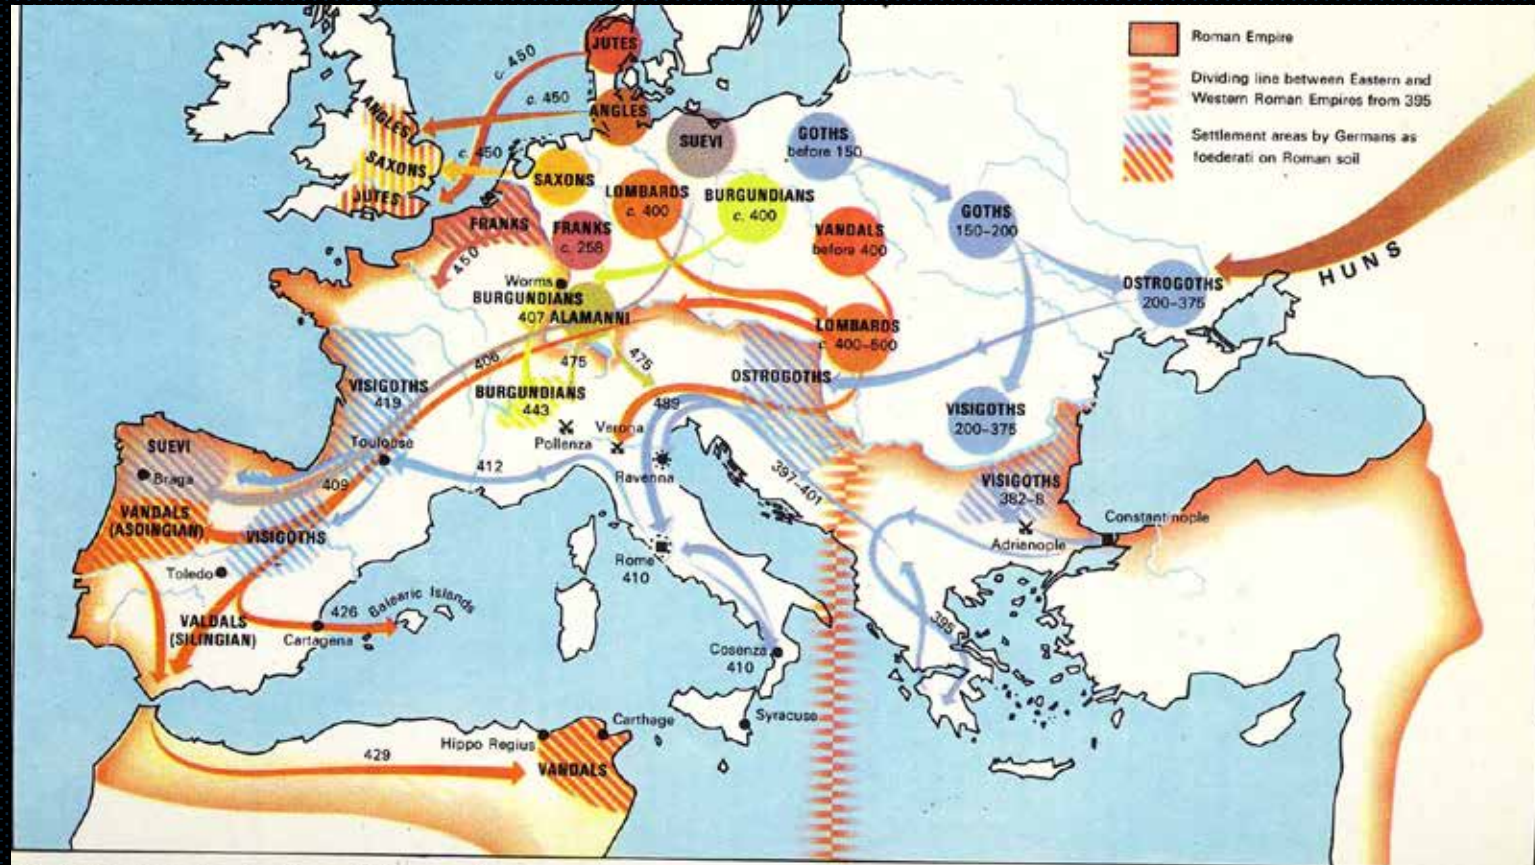 Roman Empire
Dividing line between Eastern and
Western Roman Empires from 395
Settlement areas by Germans as
foederati on Roman soil
JUTES
c. 450
c. 450
ANGLES
ANGLES
c. 450
SAXONS
SAXONS
JUTES
SUEVI
GOTHS
before 150
LOMBARDS
c. 400
BURGUNDIANS
c. 400
GOTHS
150-200
VANDALS
before 400
FRANKS
FRANKS
c. 258
450
HUNS
OSTROGOTHS
200-375
Worms
BURGUNDIANS
407 ALAMANNI
LOMBARDS
c. 400-500
406
475
475
OSTROGOTHS
VISIGOTHS
419
BURGUNDIANS
443
489
VISIGOTHS
200-375
Pollenza
Verona
SUEVI
Toulouse
Braga
412
409
Ravenna
397-401
VISIGOTHS
382-8
VANDALS
(ASDINGIAN)
VISIGOTHS
Constantinople
Adrienople
Toledo
Rome
410
426
Balearic Islands
VALDALS
(SILINGIAN)
Cartagena
395
Cosenza
410
Carthage
Syracuse
Hippo Regius
429
VANDALS